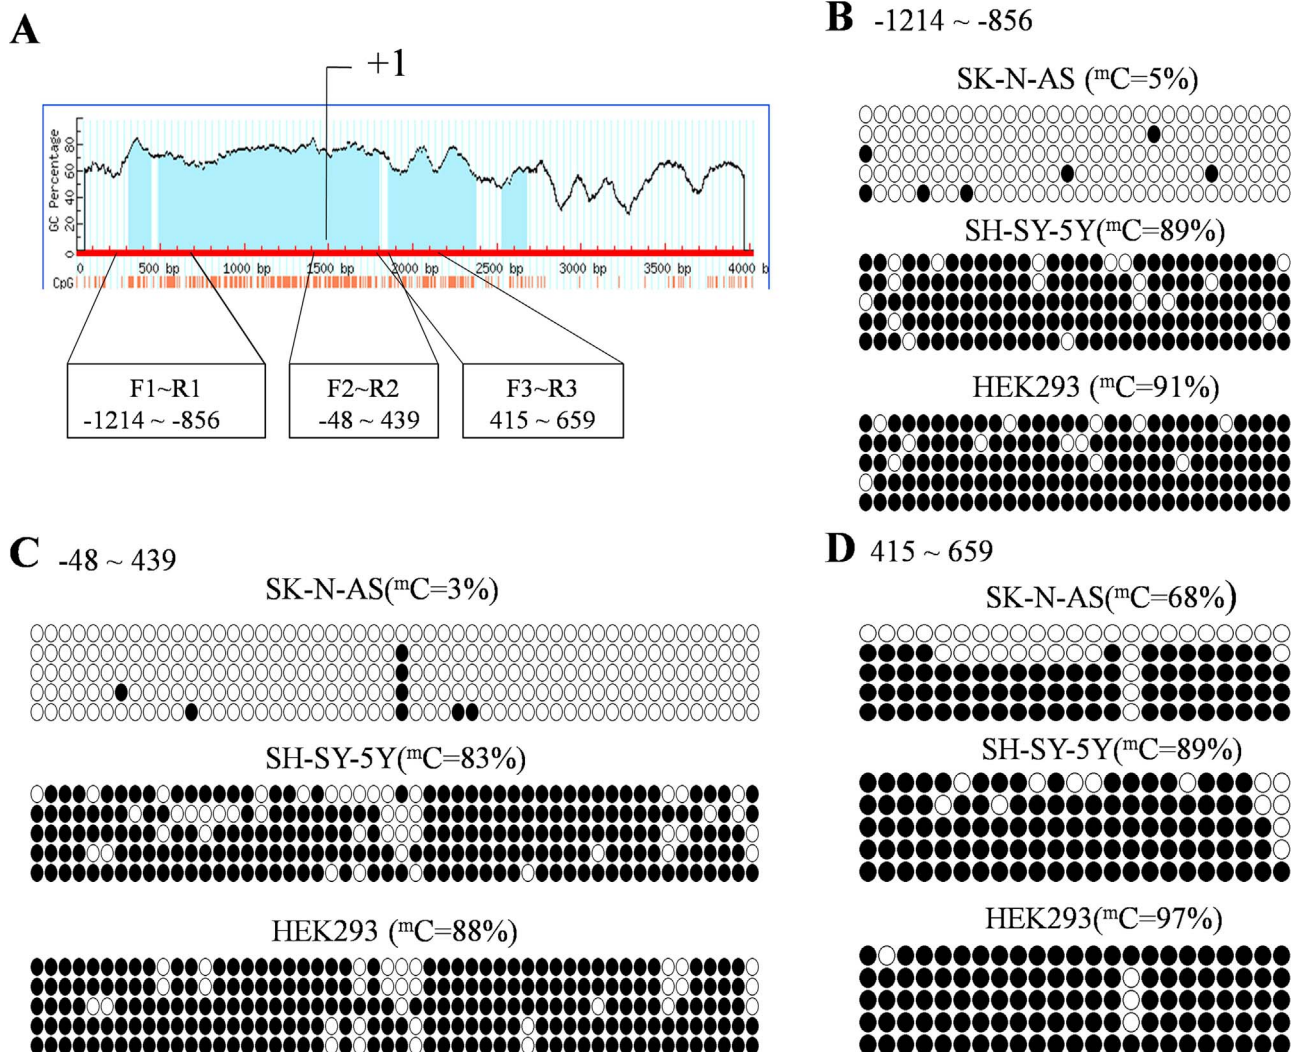 A
+1
GC Percentage
80
60
40
20
0
0 500 bp 1000 bp 1500 bp 2000 bp 2500 bp 3000 bp 3500 bp 4000 b
CpG
F1~R1
-1214 ~ -856
F2~R2
-48 ~ 439
F3~R3
415 ~ 659
B -1214 ~ -856
SK-N-AS (ᵐC=5%)
SH-SY-5Y(ᵐC=89%)
HEK293 (ᵐC=91%)
C -48 ~ 439
SK-N-AS(ᵐC=3%)
SH-SY-5Y(ᵐC=83%)
HEK293 (ᵐC=88%)
D 415 ~ 659
SK-N-AS(ᵐC=68%)
SH-SY-5Y(ᵐC=89%)
HEK293(ᵐC=97%)